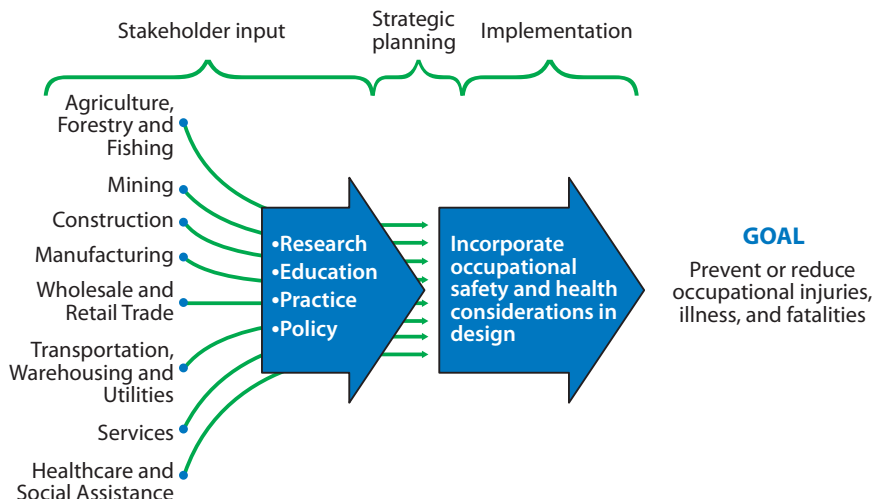 Stakeholder input
Strategic
planning
Implementation
Agriculture,
Forestry and
Fishing
Mining
Construction
Manufacturing
Wholesale and
Retail Trade
Transportation,
Warehousing and
Utilities
Services
Healthcare and
Social Assistance
•Research
•Education
•Practice
•Policy
Incorporate
occupational
safety and health
considerations in
design
GOAL
Prevent or reduce
occupational injuries,
illness, and fatalities